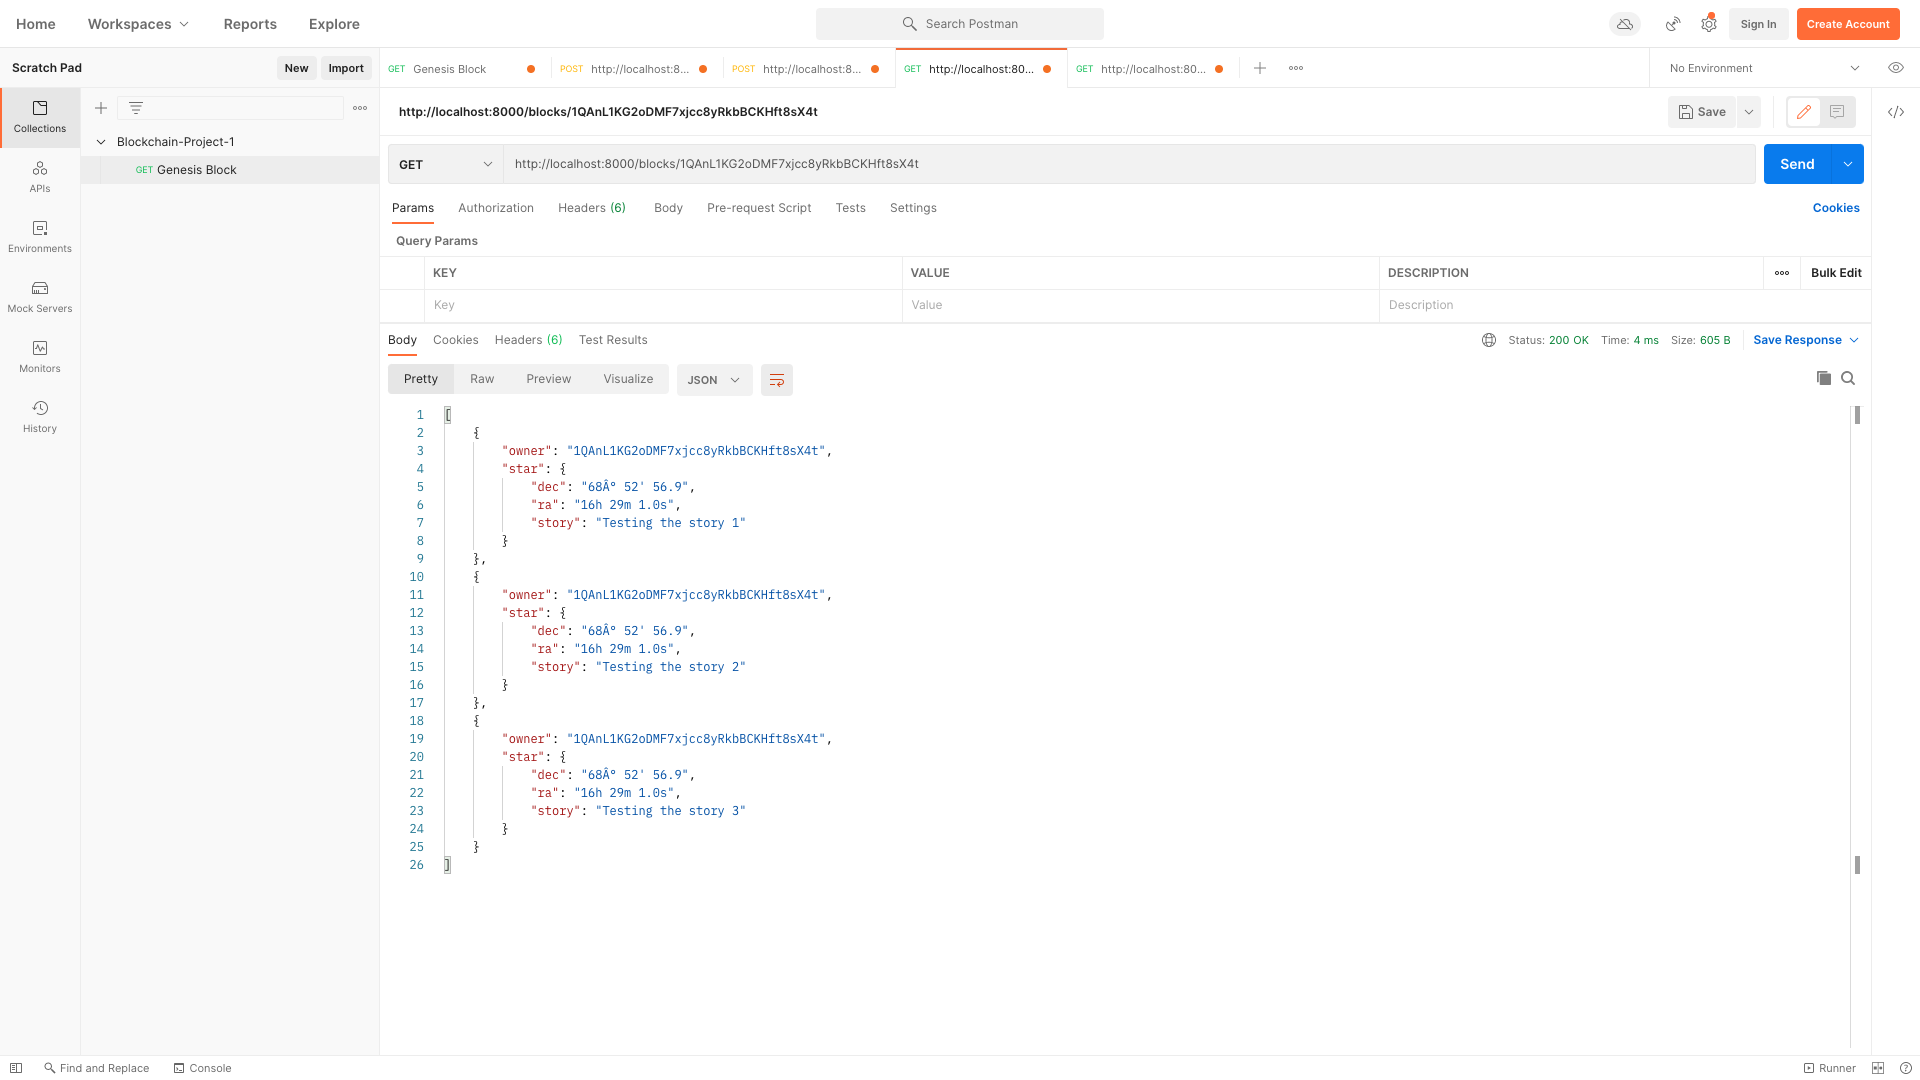 Home Workspaces Reports Explore Search Postman Sign In Create Account
Scratch Pad New Import GET Genesis Block POST http://localhost:8... POST http://localhost:8... GET http://localhost:80... GET http://localhost:80... No Environment
http://localhost:8000/blocks/1QAnL1KG2oDMF7xjcc8yRkbBCKHft8sX4t Save
Collections
Blockchain-Project-1
GET Genesis Block
APIs
Environments
Mock Servers
Monitors
History
GET http://localhost:8000/blocks/1QAnL1KG2oDMF7xjcc8yRkbBCKHft8sX4t Send
Params Authorization Headers (6) Body Pre-request Script Tests Settings Cookies
Query Params
KEY VALUE DESCRIPTION Bulk Edit
Key Value Description
Body Cookies Headers (6) Test Results Status: 200 OK Time: 4 ms Size: 605 B Save Response
Pretty Raw Preview Visualize JSON
1 [
2 {
3 "owner": "1QAnL1KG2oDMF7xjcc8yRkbBCKHft8sX4t",
4 "star": {
5 "dec": "68Âº 52' 56.9",
6 "ra": "16h 29m 1.0s",
7 "story": "Testing the story 1"
8 }
9 },
10 {
11 "owner": "1QAnL1KG2oDMF7xjcc8yRkbBCKHft8sX4t",
12 "star": {
13 "dec": "68Âº 52' 56.9",
14 "ra": "16h 29m 1.0s",
15 "story": "Testing the story 2"
16 }
17 },
18 {
19 "owner": "1QAnL1KG2oDMF7xjcc8yRkbBCKHft8sX4t",
20 "star": {
21 "dec": "68Âº 52' 56.9",
22 "ra": "16h 29m 1.0s",
23 "story": "Testing the story 3"
24 }
25 }
26 ]
Find and Replace Console Runner